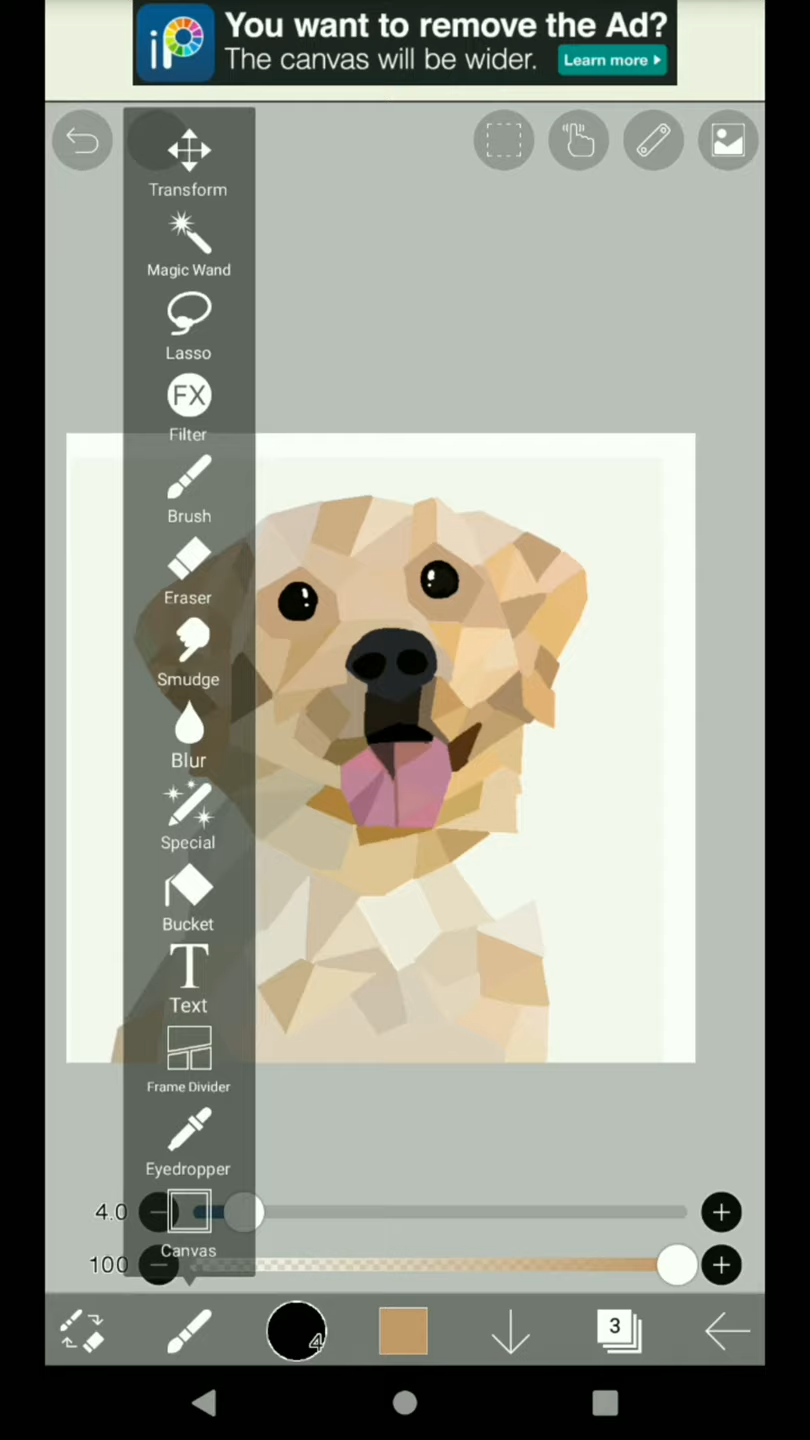 iP
You want to remove the Ad?
The canvas will be wider.
Learn more
Transform
Magic Wand
Lasso
FX
Filter
Brush
Eraser
Smudge
Blur
Special
Bucket
T
Text
Frame Divider
Eyedropper
4.0
Canvas
100
4
3